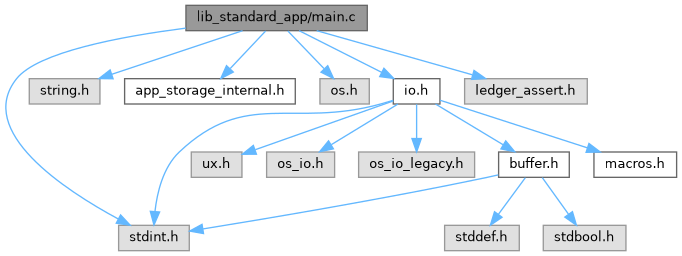 lib_standard_app/main.c
string.h
app_storage_internal.h
os.h
io.h
ledger_assert.h
ux.h
os_io.h
os_io_legacy.h
buffer.h
macros.h
stdint.h
stddef.h
stdbool.h